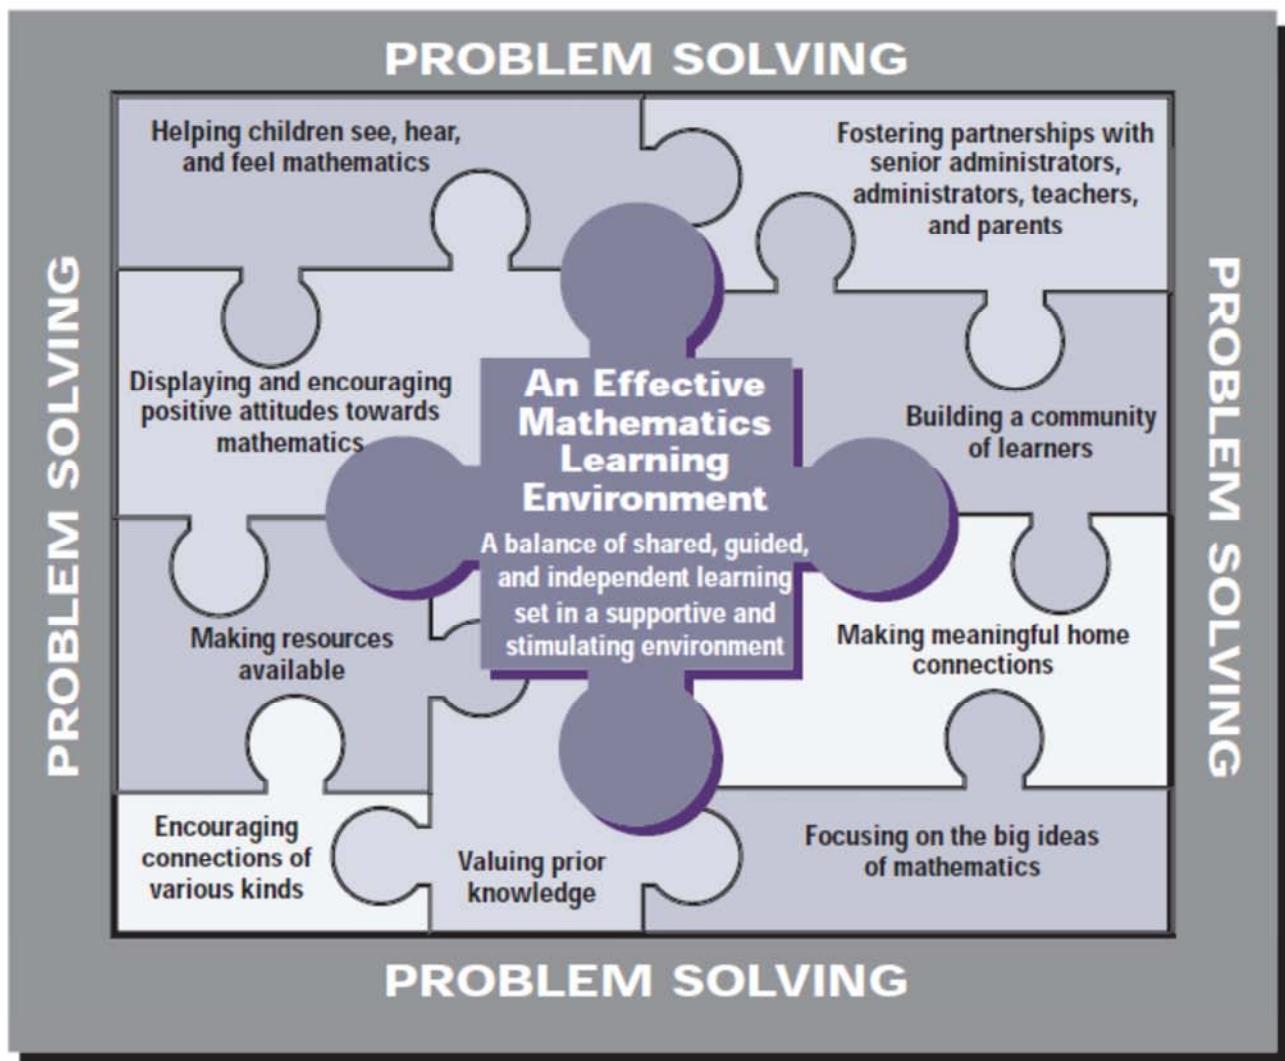 PROBLEM SOLVING
Helping children see, hear,
and feel mathematics
Fostering partnerships with
senior administrators,
administrators, teachers,
and parents
PROBLEM SOLVING
PROBLEM SOLVING
Displaying and encouraging
positive attitudes towards
mathematics
An Effective
Mathematics
Learning
Environment
A balance of shared, guided,
and independent learning
set in a supportive and
stimulating environment
Building a community
of learners
Making resources
available
Making meaningful home
connections
Encouraging
connections of
various kinds
Valuing prior
knowledge
Focusing on the big ideas
of mathematics
PROBLEM SOLVING